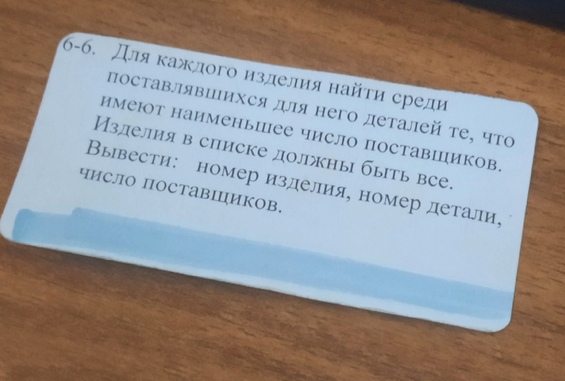 6-6. Для каждого изделия найти среди
поставлявшихся для него деталей те, что
имеют наименьшее число поставщиков.
Изделия в списке должны быть все.
Вывести: номер изделия, номер детали,
число поставщиков.